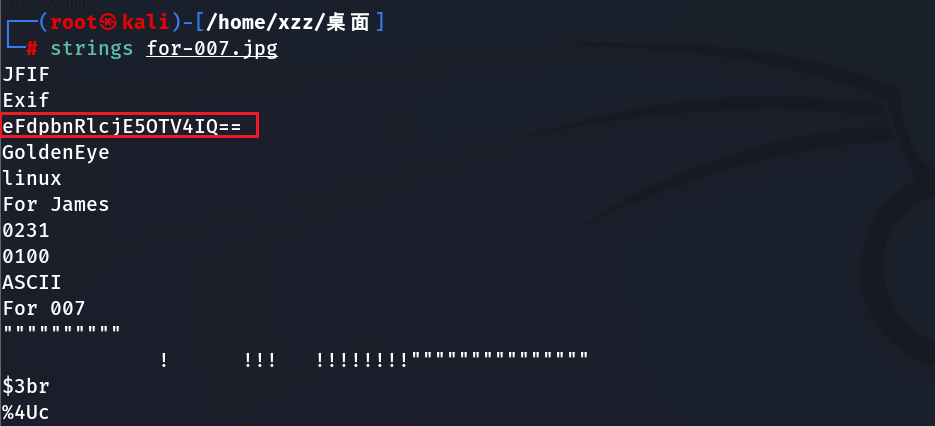 (root㉿kali)-[/home/xzz/桌面]
# strings for-007.jpg
JFIF
Exif
eFdpbnRlcjE5OTV4IQ==
GoldenEye
linux
For James
0231
0100
ASCII
For 007
""""""""""
! !!! !!!!!!!!"""""""""""""""
$3br
%4Uc